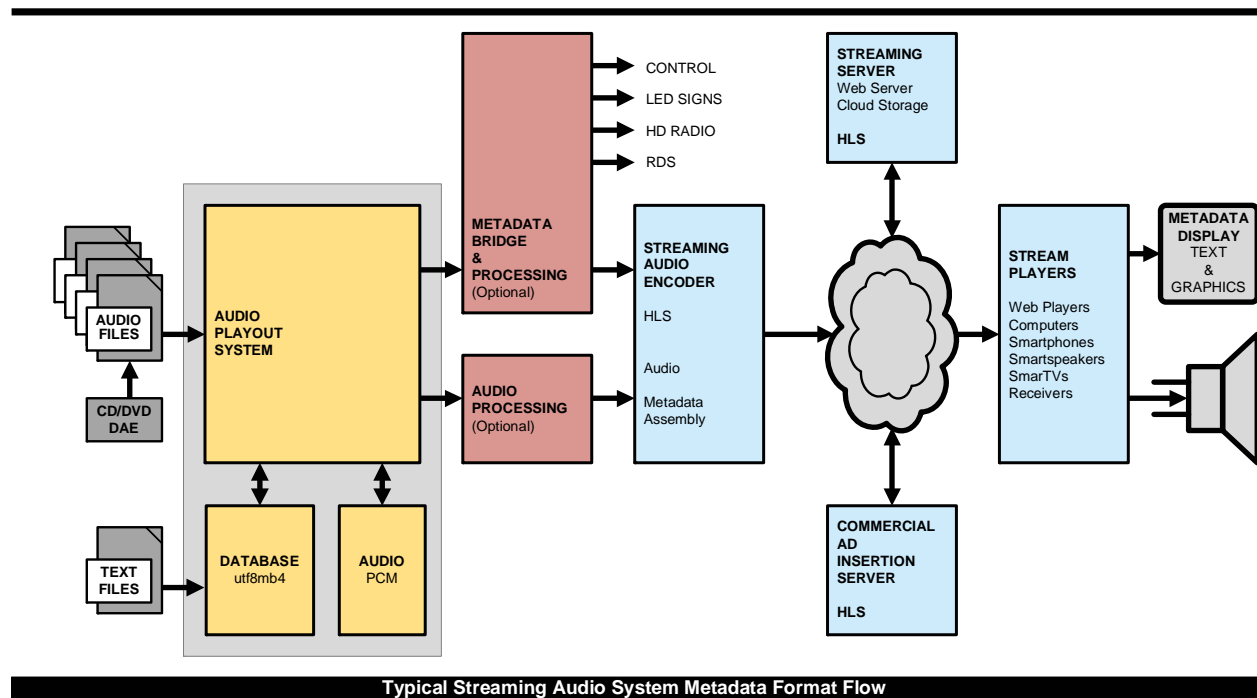 CONTROL
LED SIGNS
HD RADIO
RDS
STREAMING
SERVER
Web Server
Cloud Storage
HLS
METADATA
BRIDGE
&
PROCESSING
(Optional)
STREAMING
AUDIO
ENCODER
HLS
Audio
Metadata
Assembly
STREAM
PLAYERS
Web Players
Computers
Smartphones
Smartspeakers
SmarTVs
Receivers
METADATA
DISPLAY
TEXT
&
GRAPHICS
AUDIO
FILES
CD/DVD
DAE
AUDIO
PLAYOUT
SYSTEM
AUDIO
PROCESSING
(Optional)
TEXT
FILES
DATABASE
utf8mb4
AUDIO
PCM
COMMERCIAL
AD
INSERTION
SERVER
HLS
Typical Streaming Audio System Metadata Format Flow